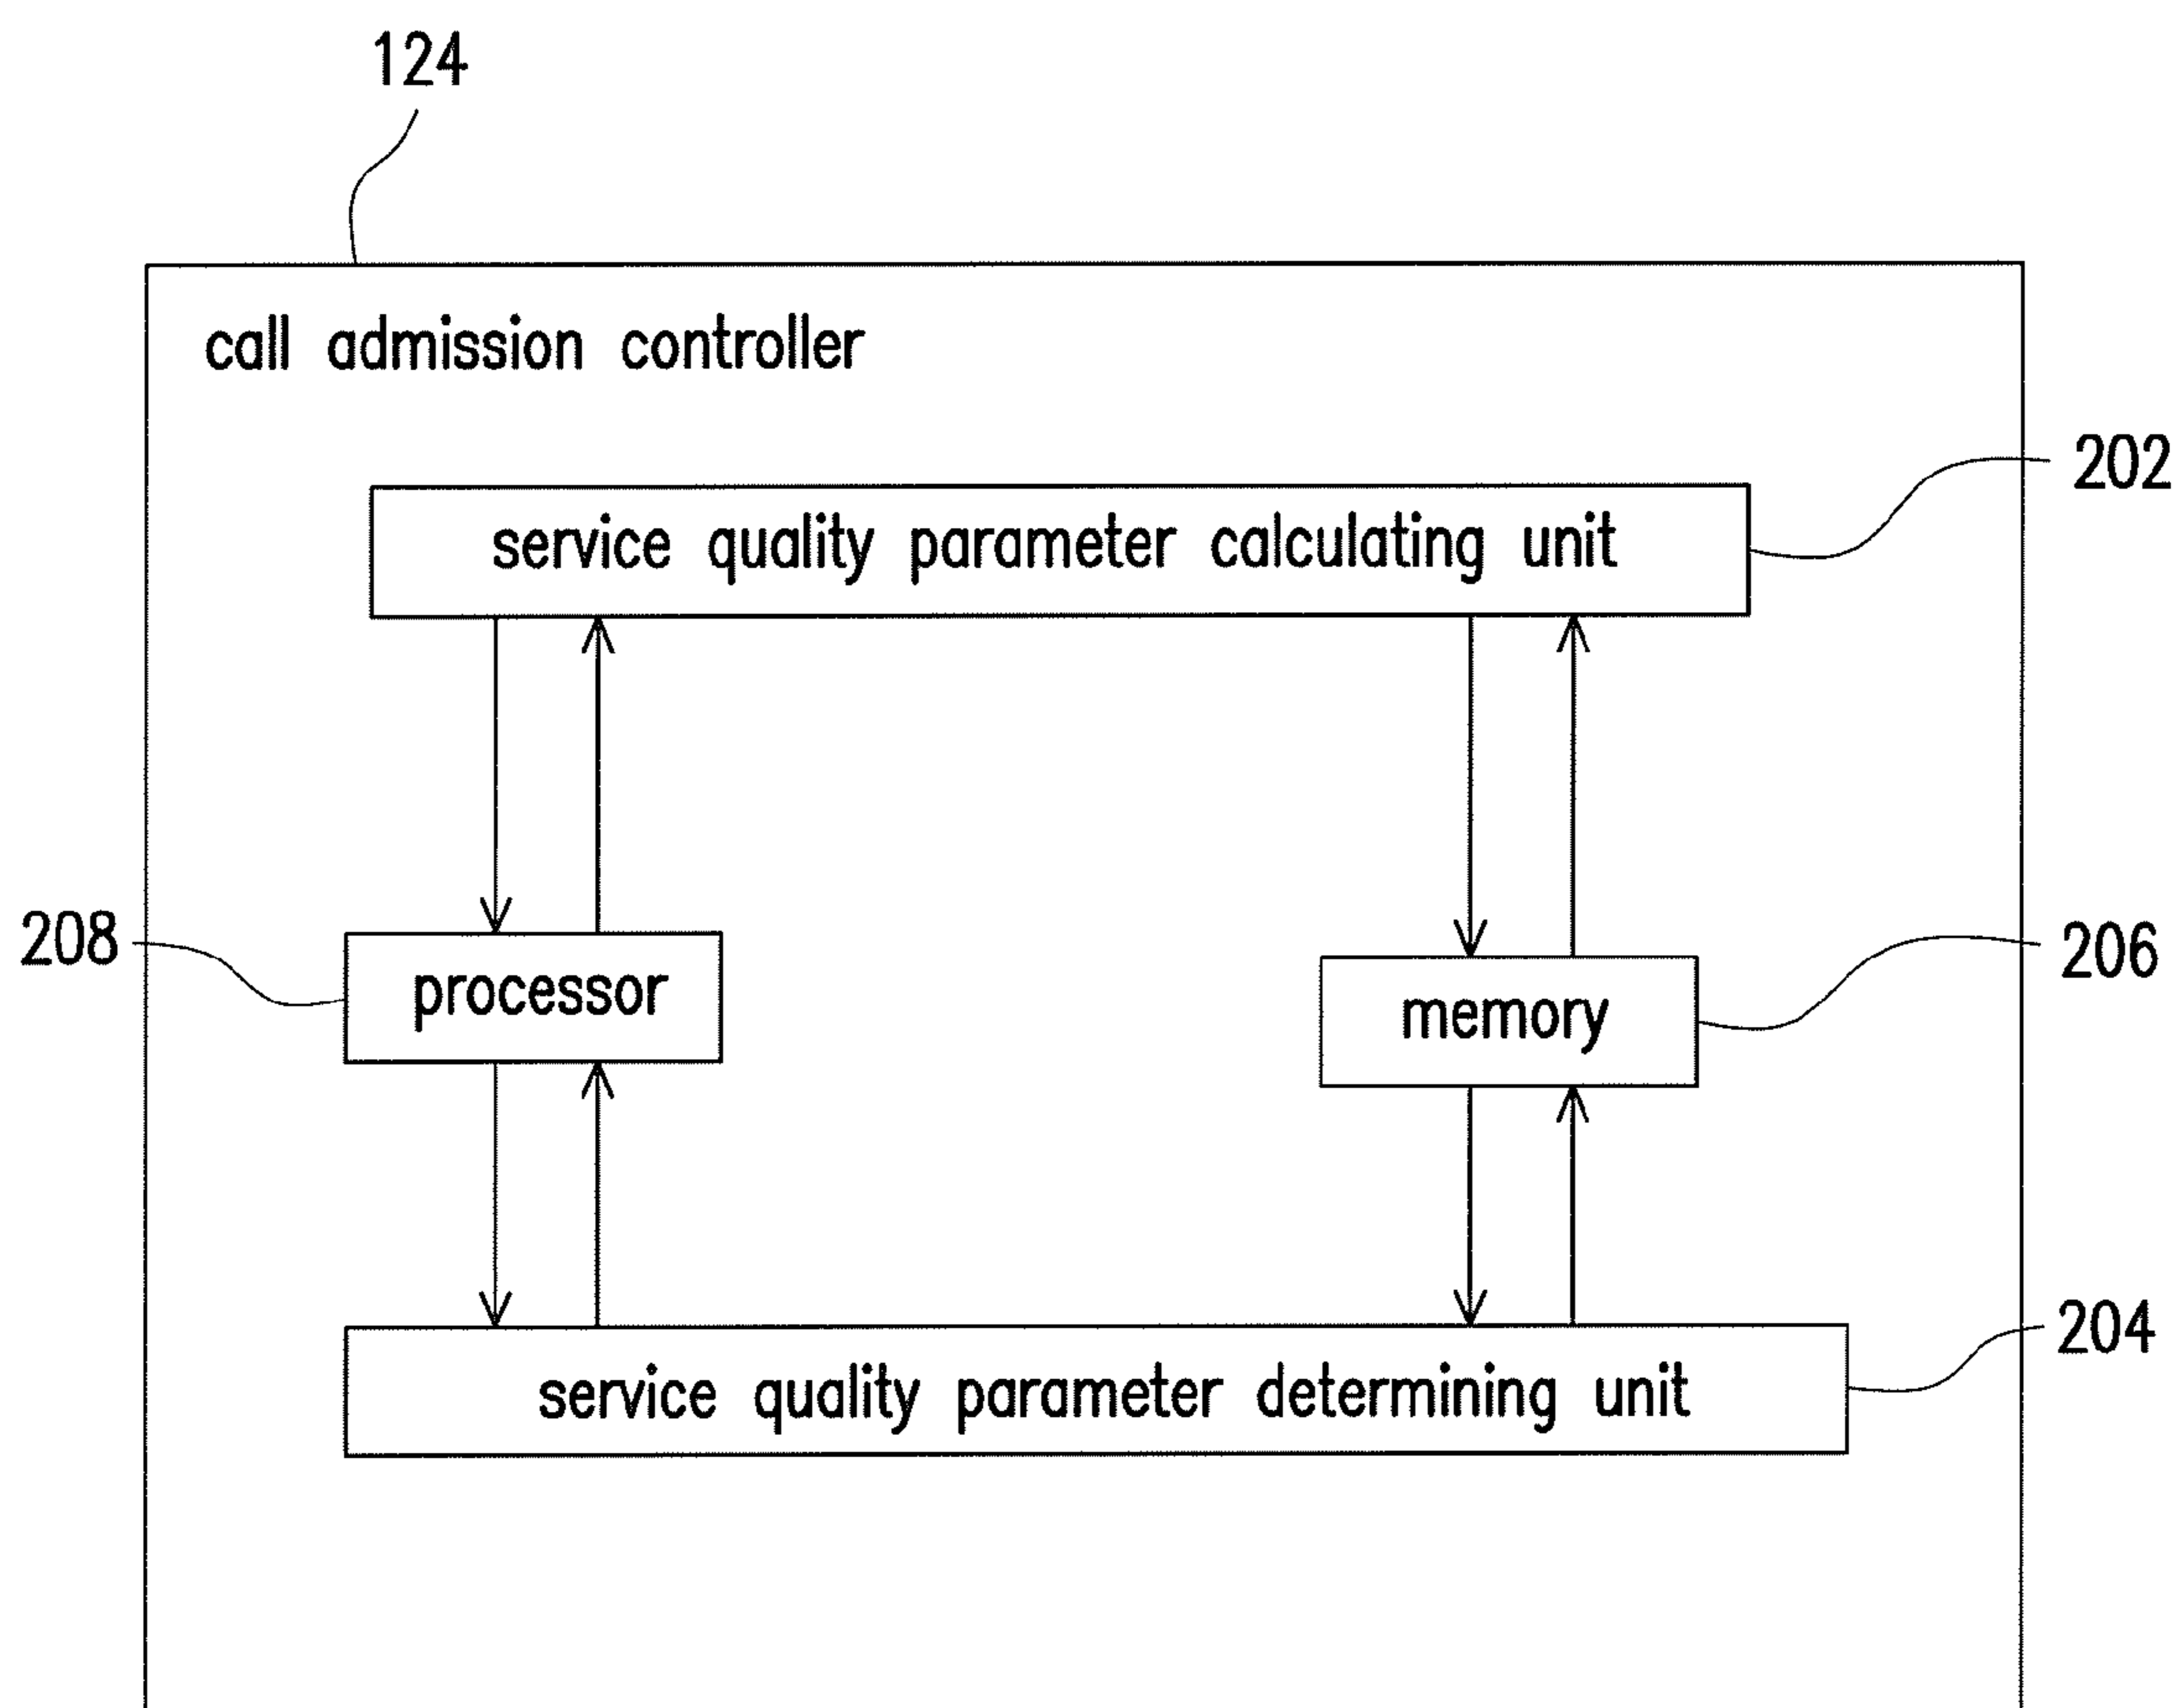 124
call admission controller
202
service quality parameter calculating unit
208
processor
206
memory
204
service quality parameter determining unit